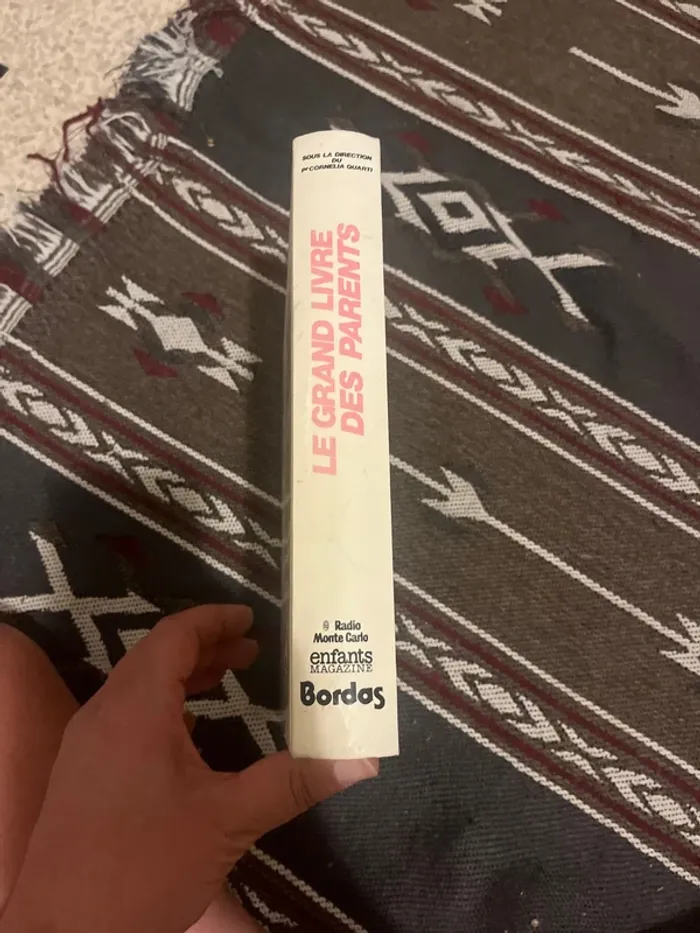 SOUS LA DIRECTION
DU
Pr CORNELIA QUARTI
LE GRAND LIVRE
DES PARENTS
Radio
Monte Carlo
enfants
MAGAZINE
Bordas